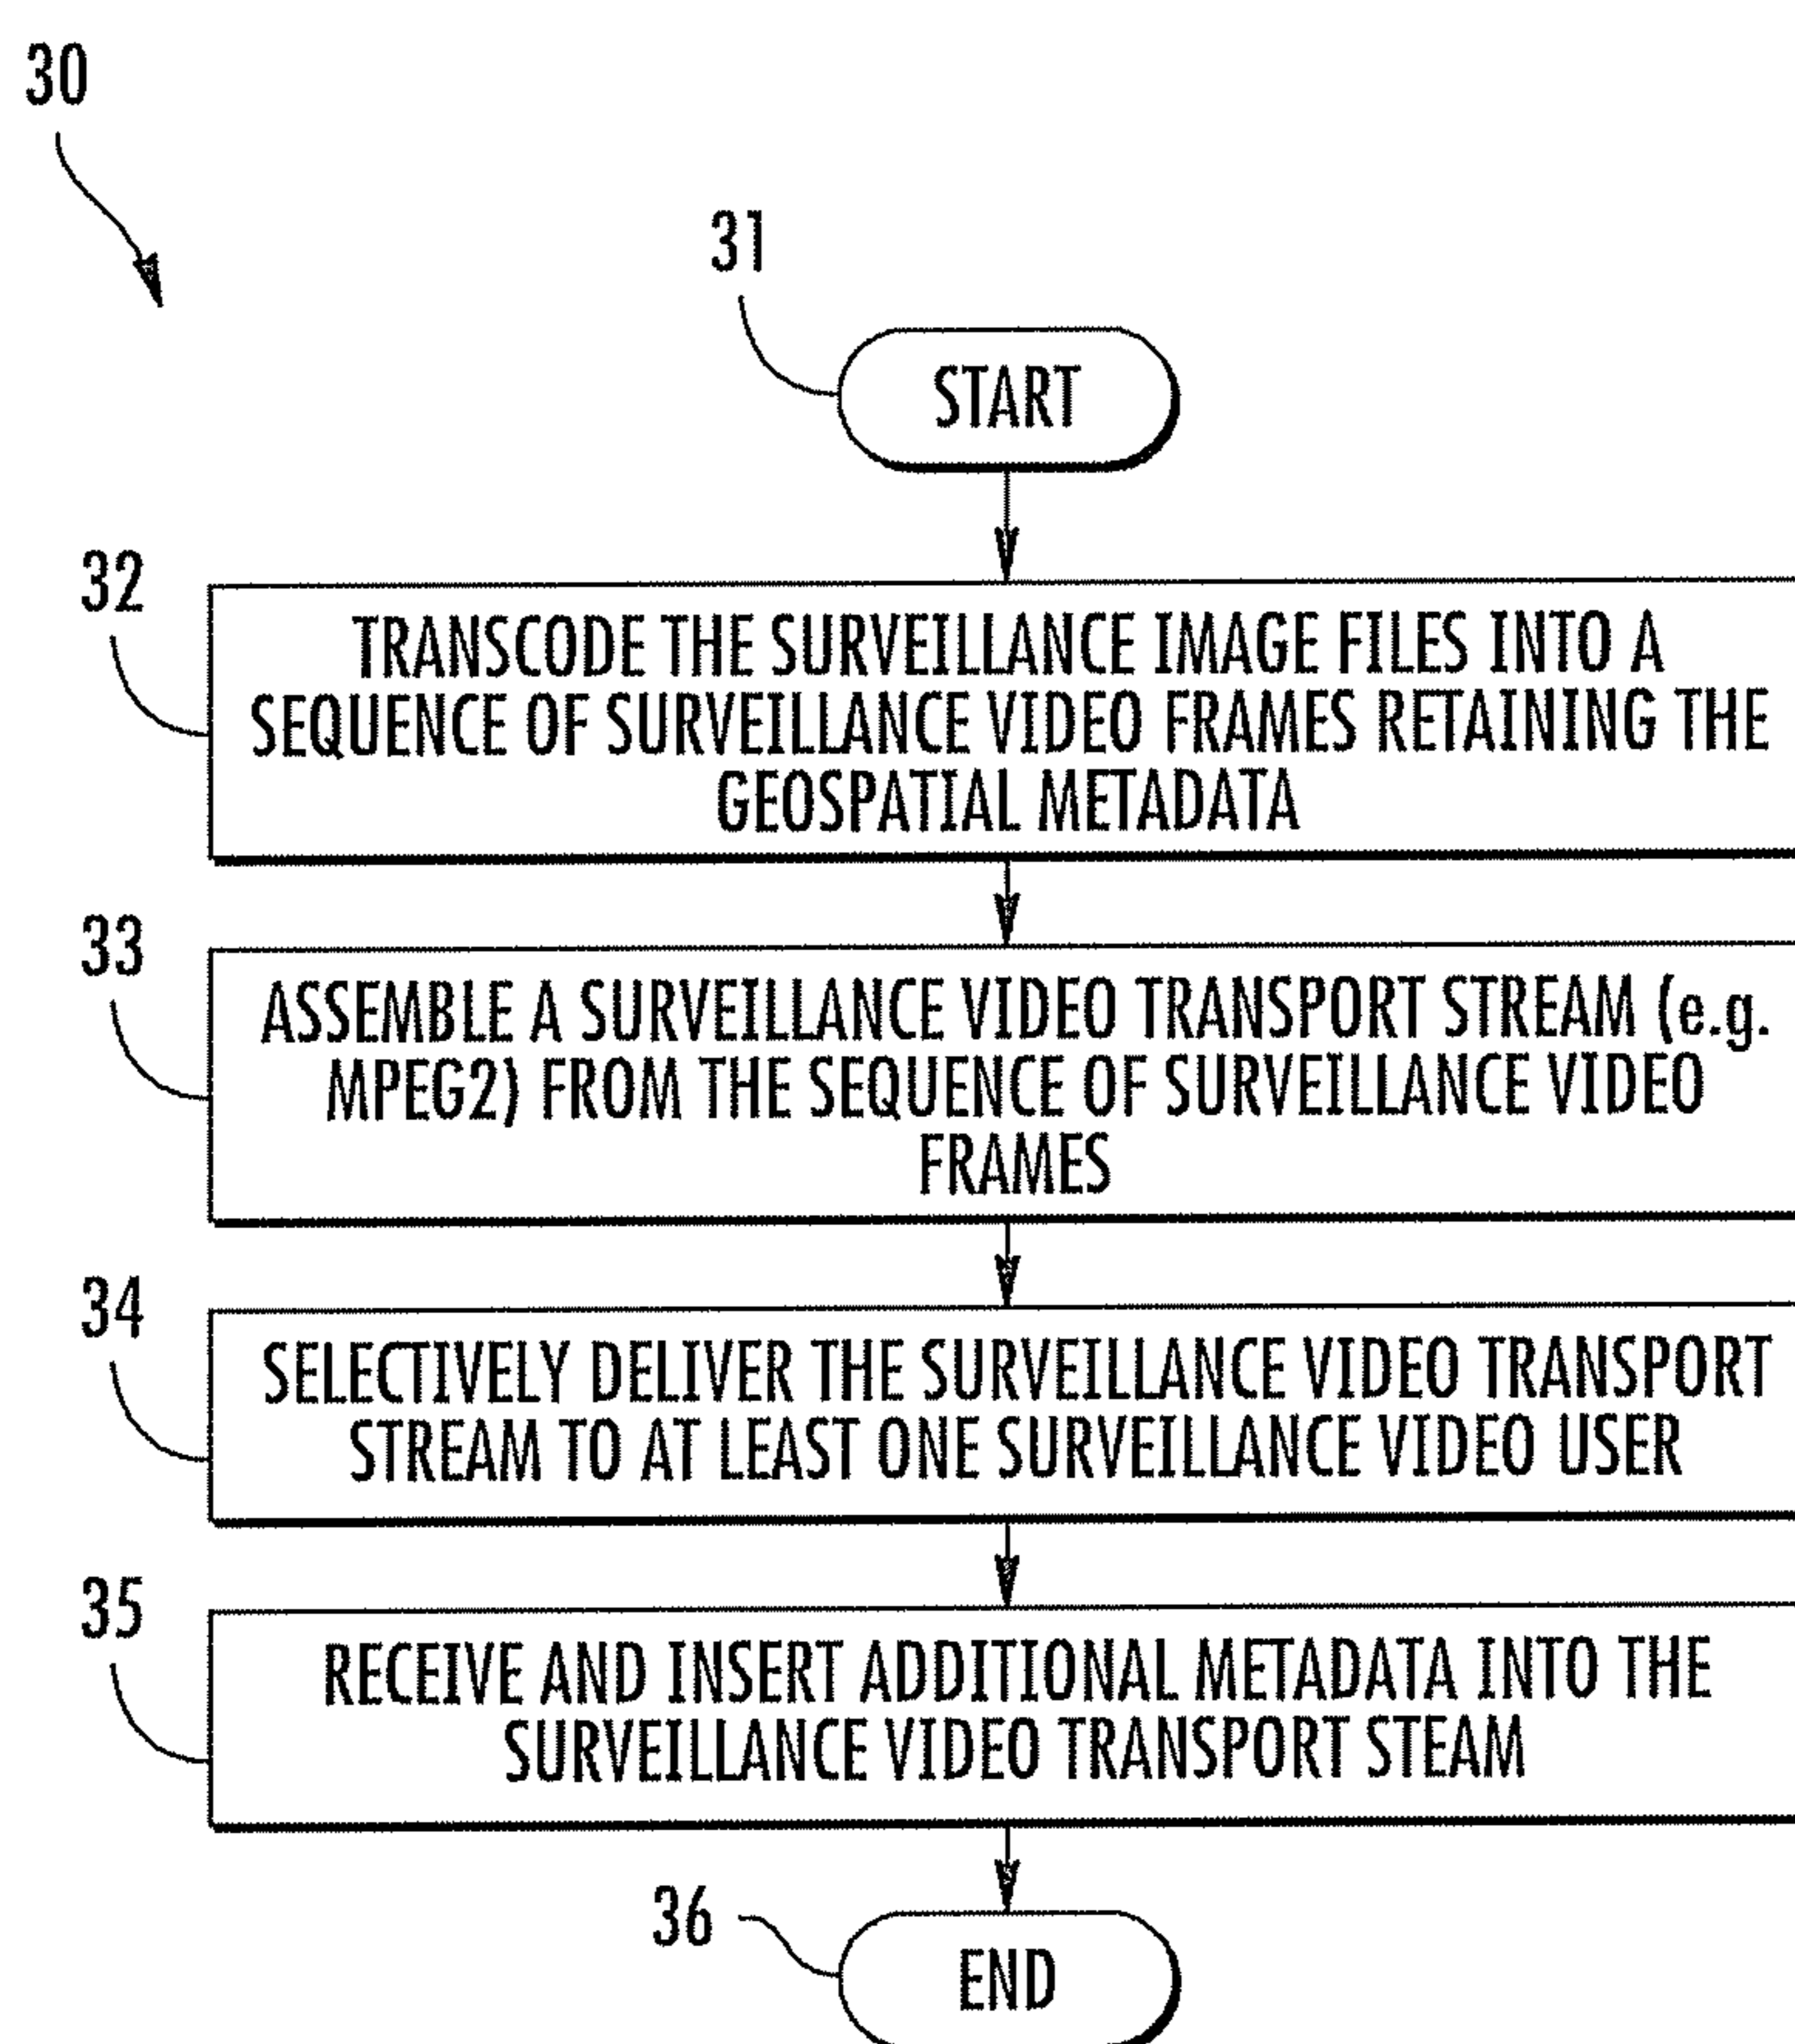 30
31
START
32
TRANSCODE THE SURVEILLANCE IMAGE FILES INTO A
SEQUENCE OF SURVEILLANCE VIDEO FRAMES RETAINING THE
GEOSPATIAL METADATA
33
ASSEMBLE A SURVEILLANCE VIDEO TRANSPORT STREAM (e.g.
MPEG2) FROM THE SEQUENCE OF SURVEILLANCE VIDEO
FRAMES
34
SELECTIVELY DELIVER THE SURVEILLANCE VIDEO TRANSPORT
STREAM TO AT LEAST ONE SURVEILLANCE VIDEO USER
35
RECEIVE AND INSERT ADDITIONAL METADATA INTO THE
SURVEILLANCE VIDEO TRANSPORT STEAM
36
END